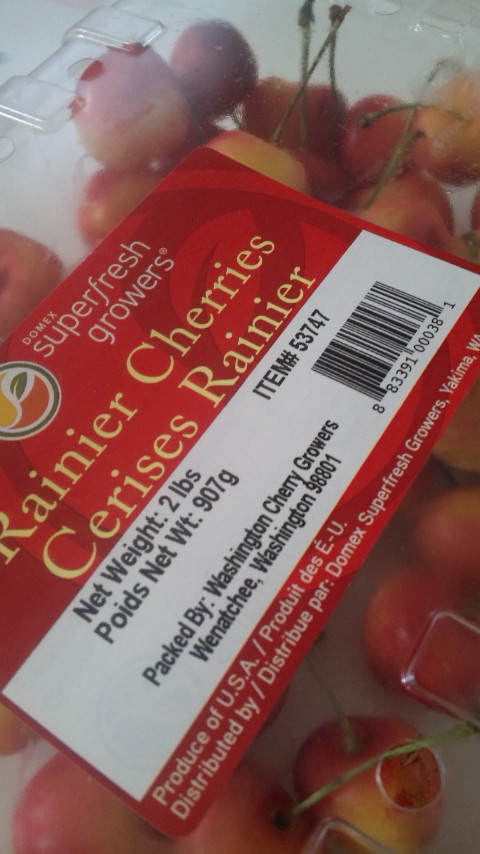 DOMEX
superfresh
growers®
Rainier Cherries
Cerises Rainier
Net Weight: 2 lbs
Poids Net Wt: 907g
ITEM# 53747
8 83391 00038 1
Packed By: Washington Cherry Growers
Wenatchee, Washington 98801
Produce of U.S.A. / Produit des É-U.
Distributed by / Distribue par: Domex Superfresh Growers, Yakima, WA